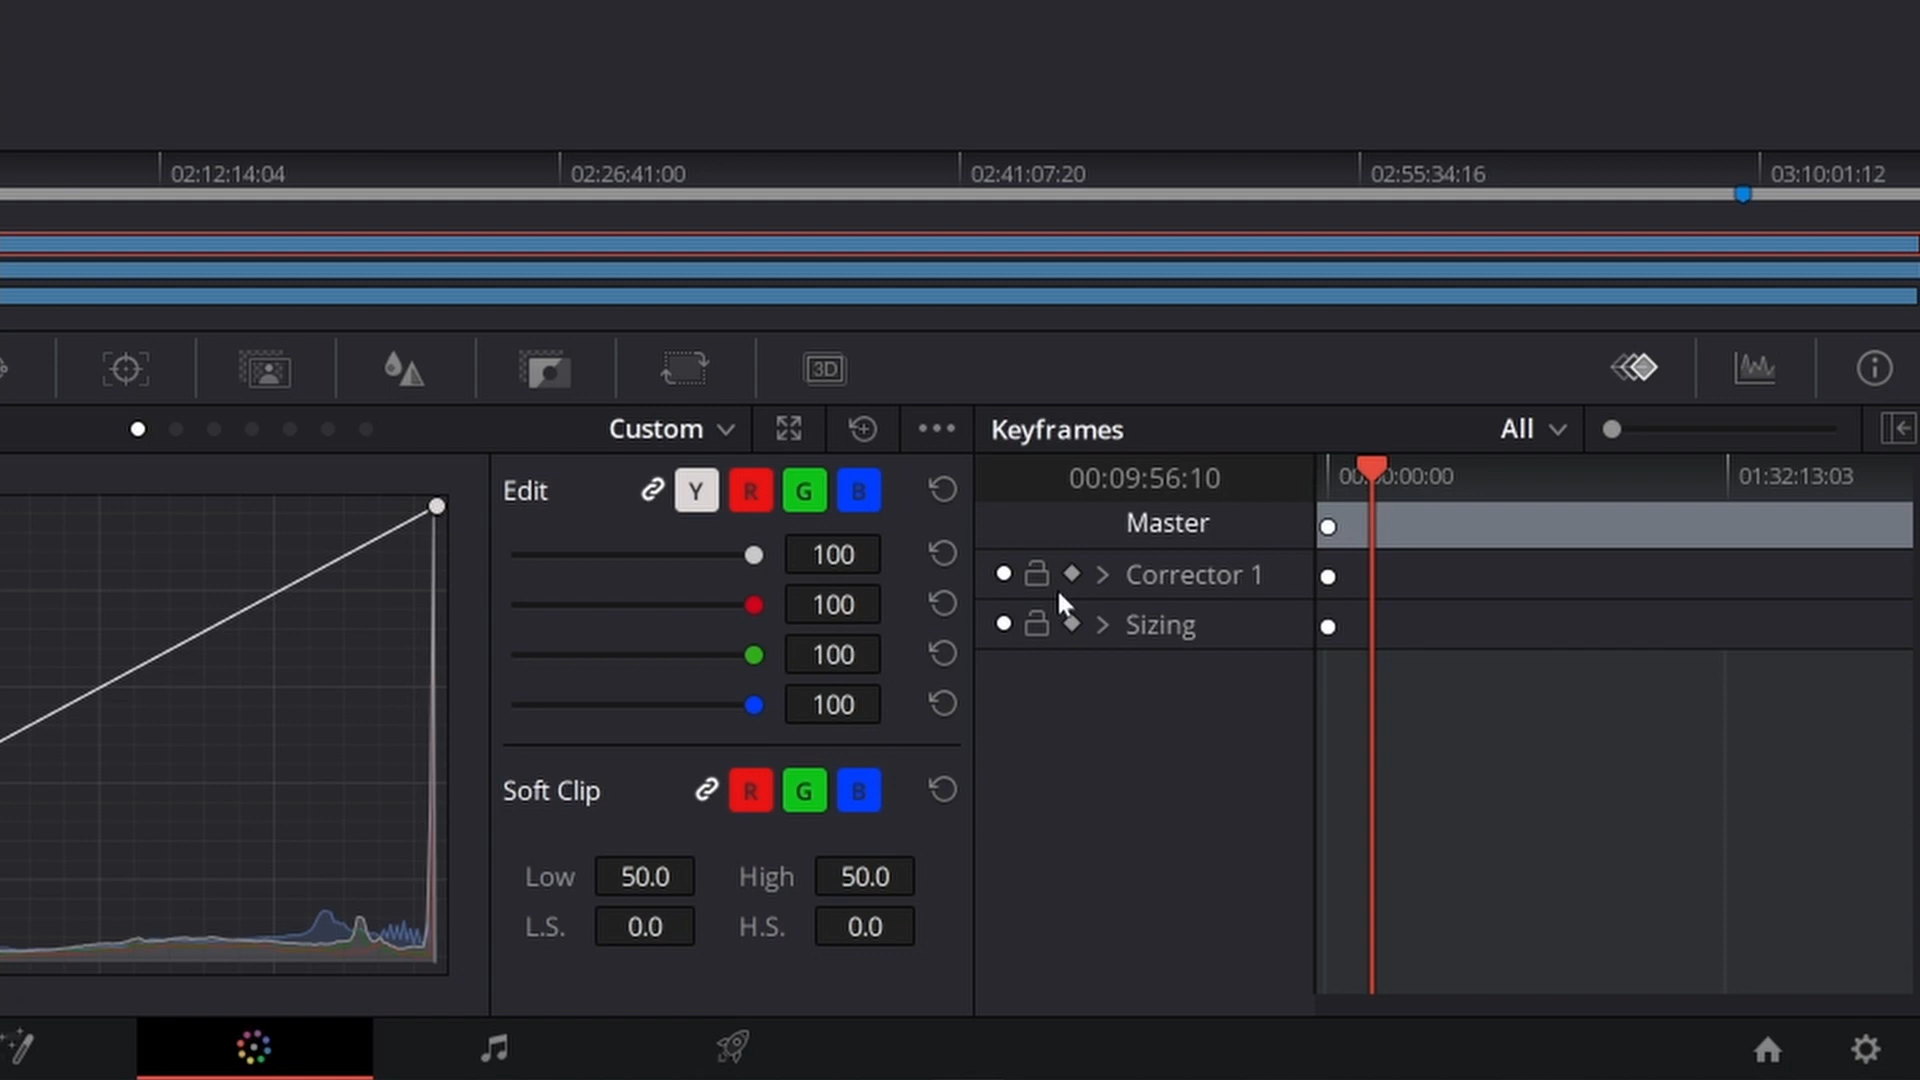 02:12:14:04 02:26:41:00 02:41:07:20 02:55:34:16 03:10:01:12
3D
Custom
Keyframes All
Edit Y R G B
00:09:56:10
01:32:13:03
Master
100
Corrector 1
100
Sizing
100
100
Soft Clip R G B
Low 50.0 High 50.0
L.S. 0.0 H.S. 0.0